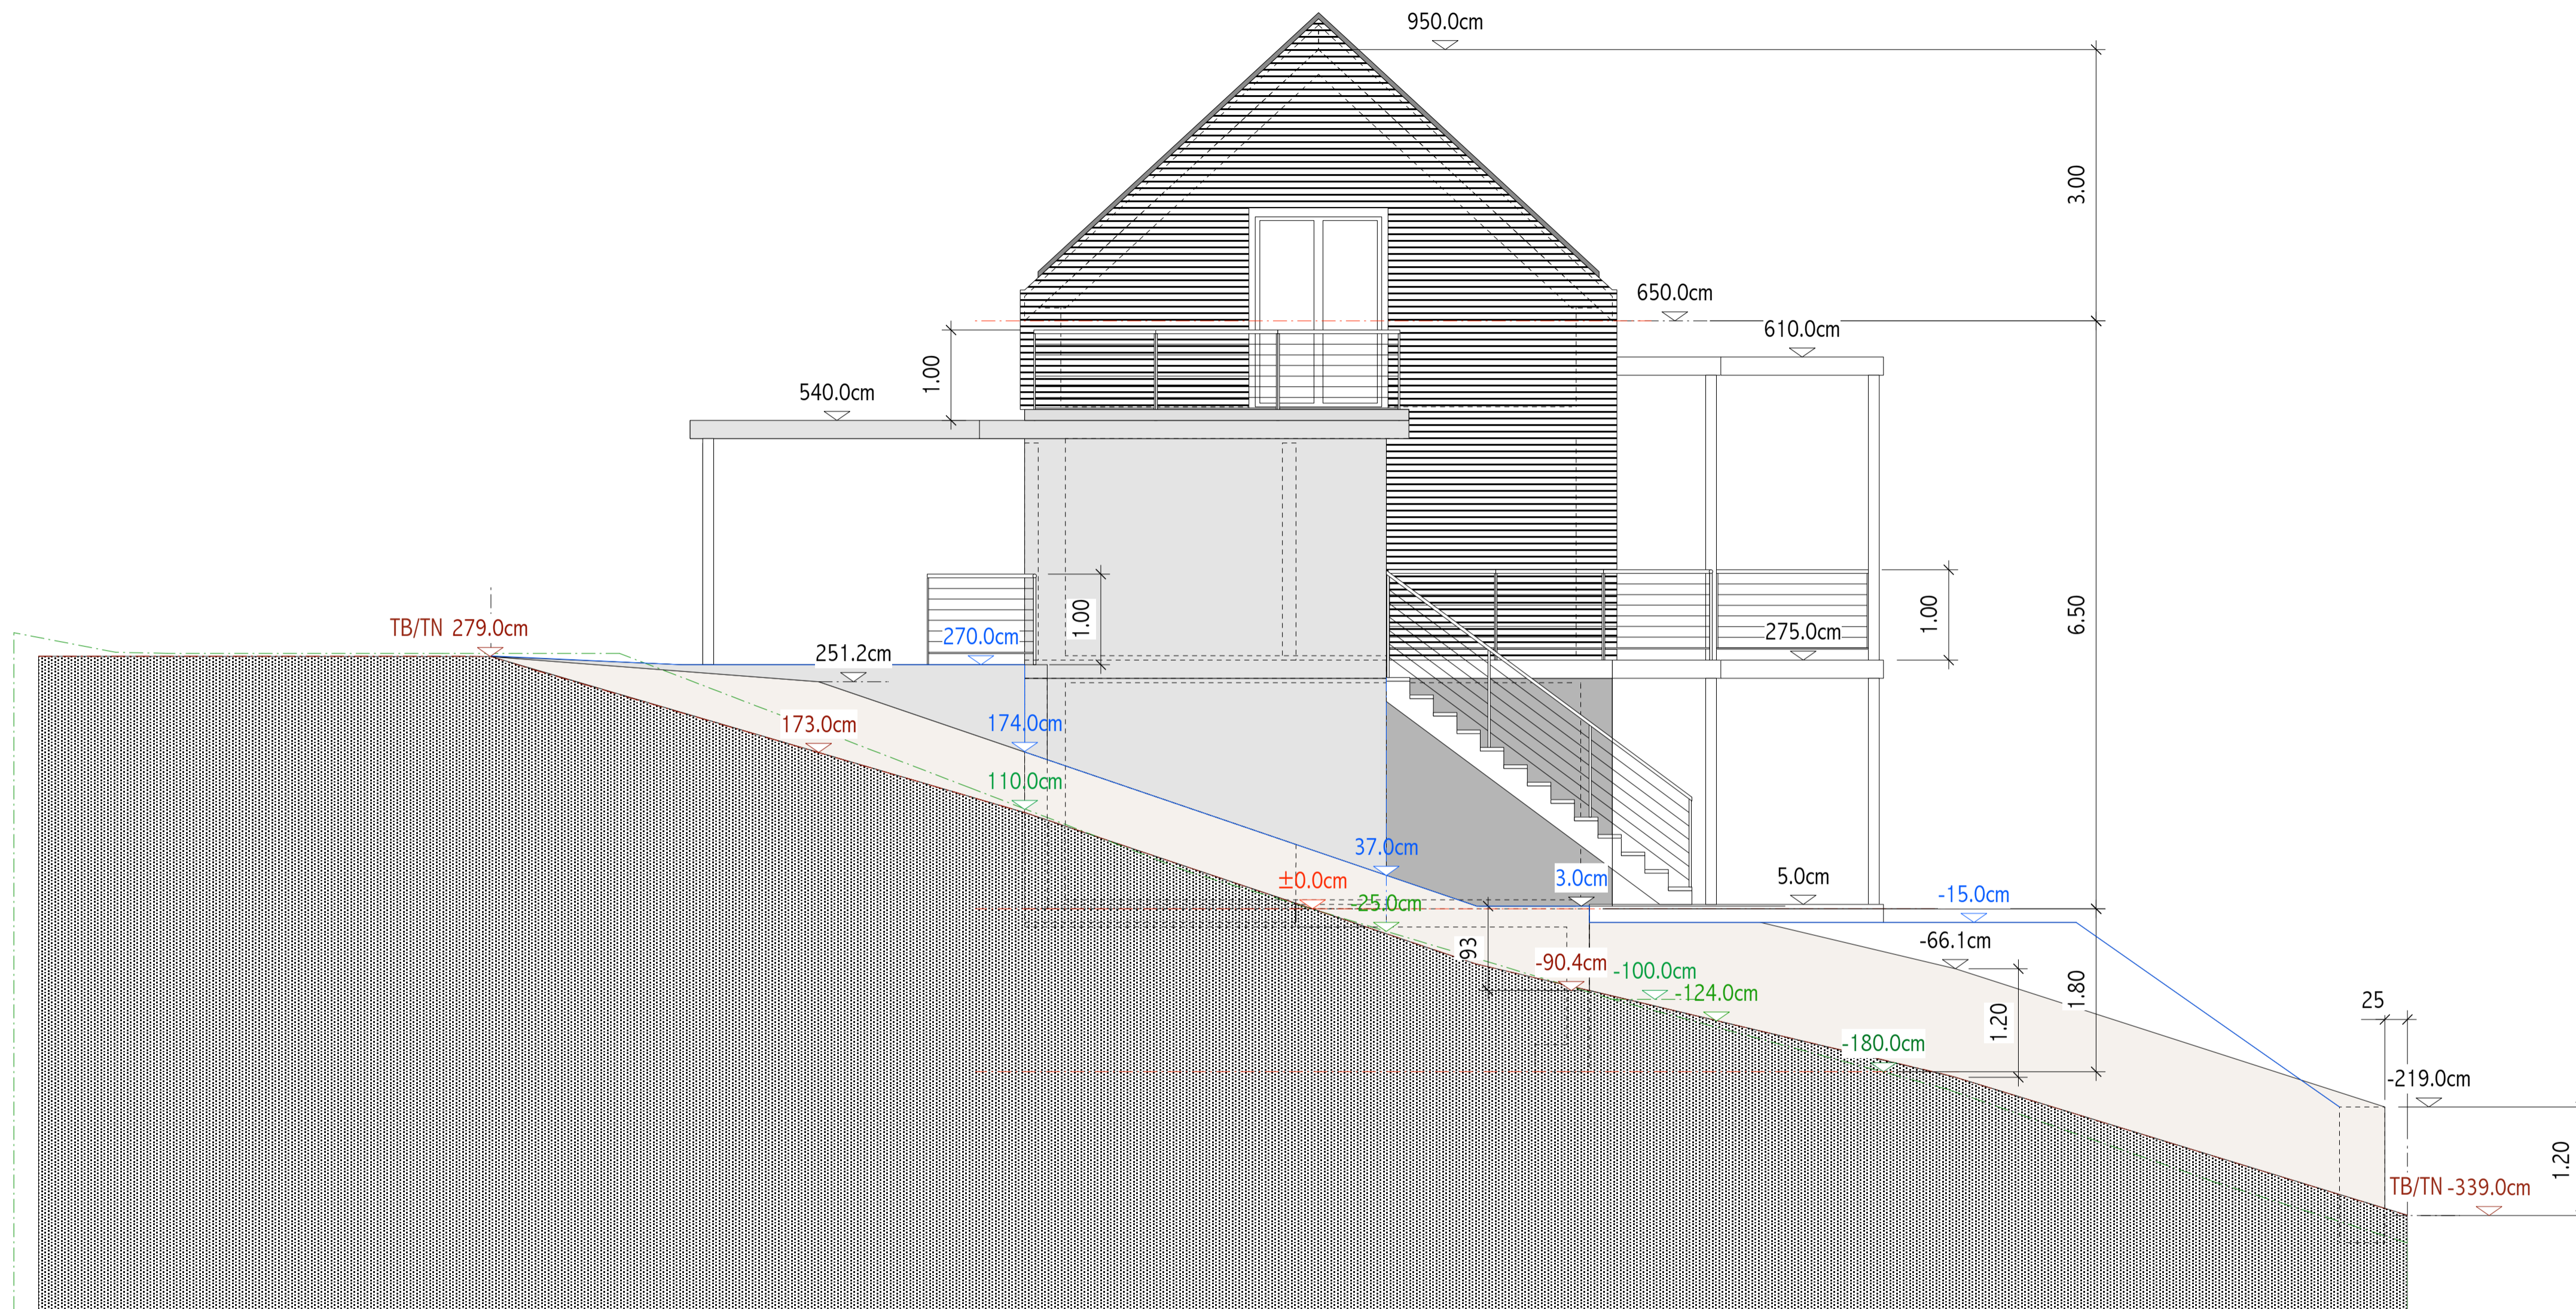 950.0cm
3.00
650.0cm
610.0cm
1.00
540.0cm
6.50
1.00
1.00
TB/TN 279.0cm
270.0cm
275.0cm
251.2cm
173.0cm
174.0cm
110.0cm
37.0cm
±0.0cm
3.0cm
5.0cm
-15.0cm
-25.0cm
93
-90.4cm
-66.1cm
-100.0cm
-124.0cm
1.80
1.20
25
-180.0cm
-219.0cm
1.20
TB/TN -339.0cm